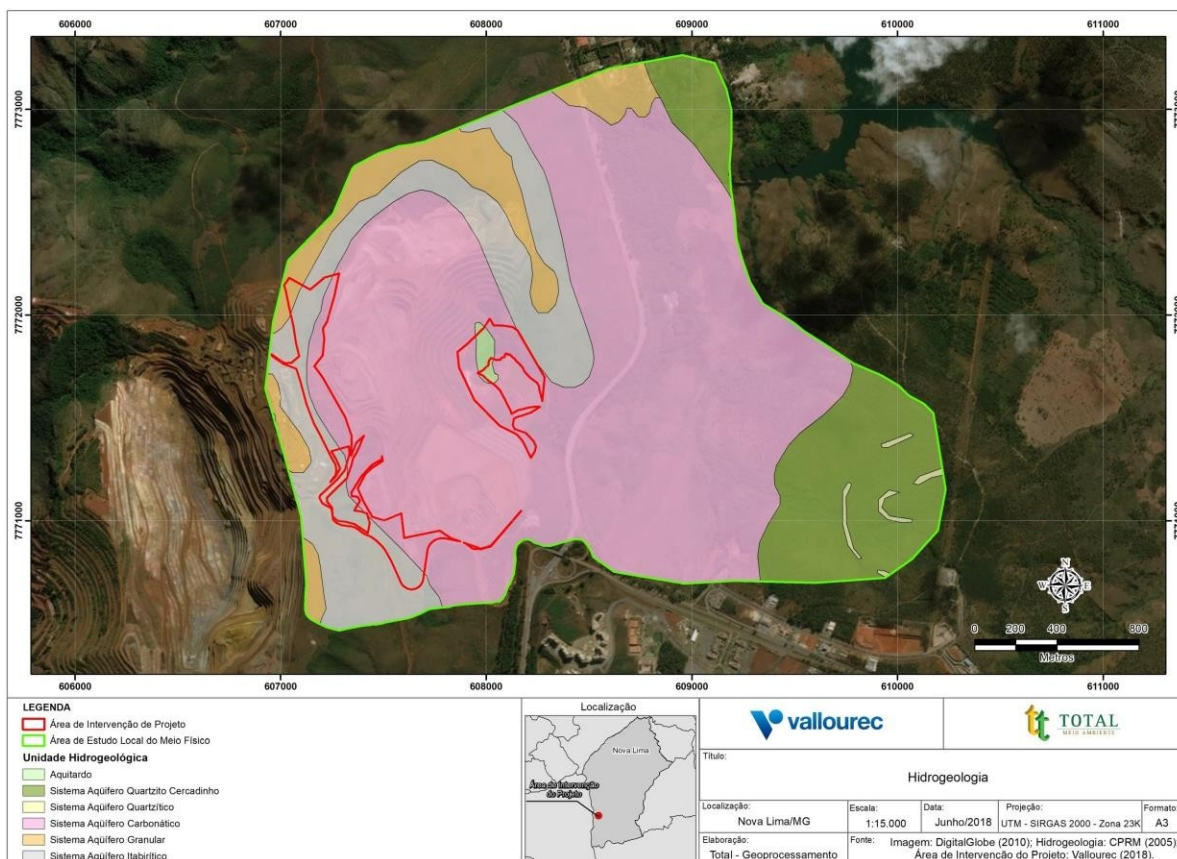 606000 607000 608000 609000 610000 611000
7773000 7773000
7772000 7772000
7771000 7771000
N
W E
S
0 200 400 800
Metros
606000 607000 608000 609000 610000 611000
LEGENDA
Área de Intervenção de Projeto
Área de Estudo Local do Meio Físico
Unidade Hidrogeológica
Aquitardo
Sistema Aqüífero Quartzito Cercadinho
Sistema Aqüífero Quartzítico
Sistema Aqüífero Carbonático
Sistema Aqüífero Granular
Sistema Aqüífero Itabirítico
Localização
Nova Lima
Área de Intervenção
do Projeto
vallourec
tt TOTAL
MEIO AMBIENTE
Título:
Hidrogeologia
Localização:
Nova Lima/MG
Escala:
1:15.000
Data:
Junho/2018
Projeção:
UTM - SIRGAS 2000 - Zona 23K
Formato:
A3
Elaboração:
Total - Geoprocessamento
Fonte: Imagem: DigitalGlobe (2010); Hidrogeologia: CPRM (2005)
Área de Intervenção do Projeto: Vallourec (2018).